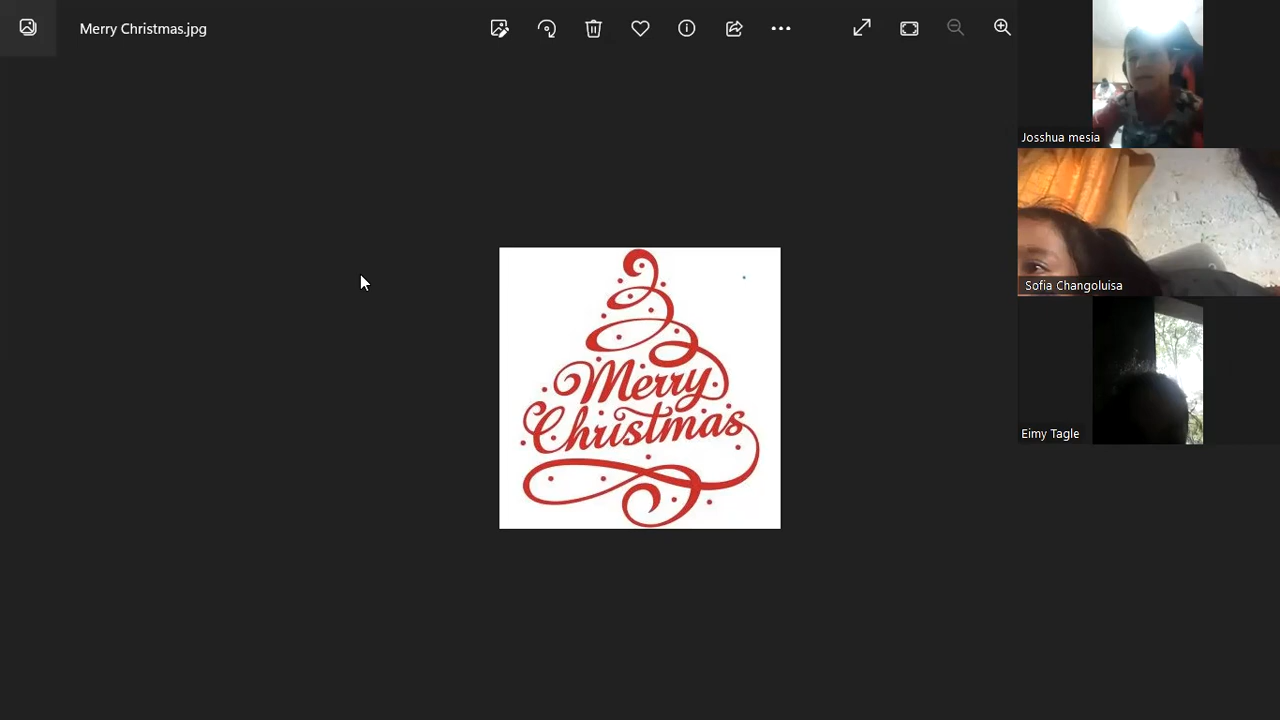 Merry Christmas.jpg
Josshua mesia
Sofia Changoluisa
Eimy Tagle
Merry
Christmas